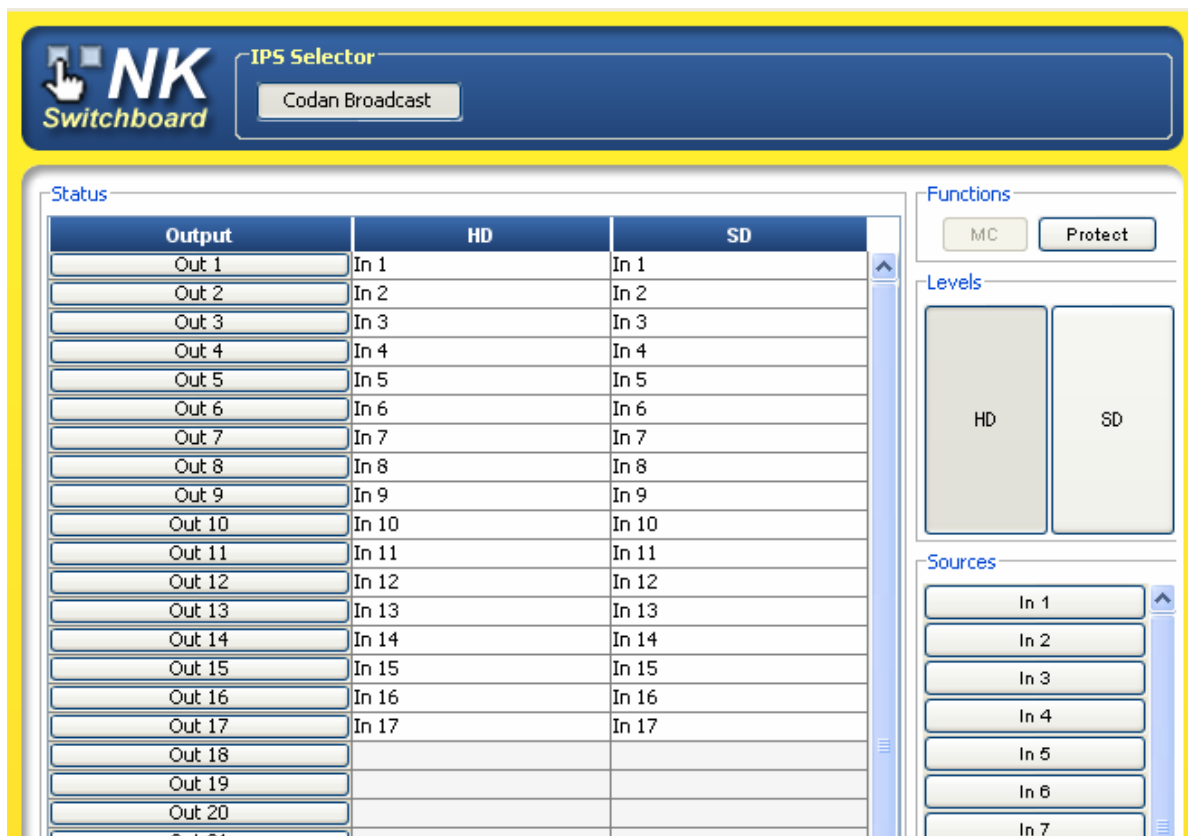 NK
Switchboard
IPS Selector
Codan Broadcast
Status
Output HD SD
Out 1 In 1 In 1
Out 2 In 2 In 2
Out 3 In 3 In 3
Out 4 In 4 In 4
Out 5 In 5 In 5
Out 6 In 6 In 6
Out 7 In 7 In 7
Out 8 In 8 In 8
Out 9 In 9 In 9
Out 10 In 10 In 10
Out 11 In 11 In 11
Out 12 In 12 In 12
Out 13 In 13 In 13
Out 14 In 14 In 14
Out 15 In 15 In 15
Out 16 In 16 In 16
Out 17 In 17 In 17
Out 18
Out 19
Out 20
Functions
MC Protect
Levels
HD SD
Sources
In 1
In 2
In 3
In 4
In 5
In 6
In 7